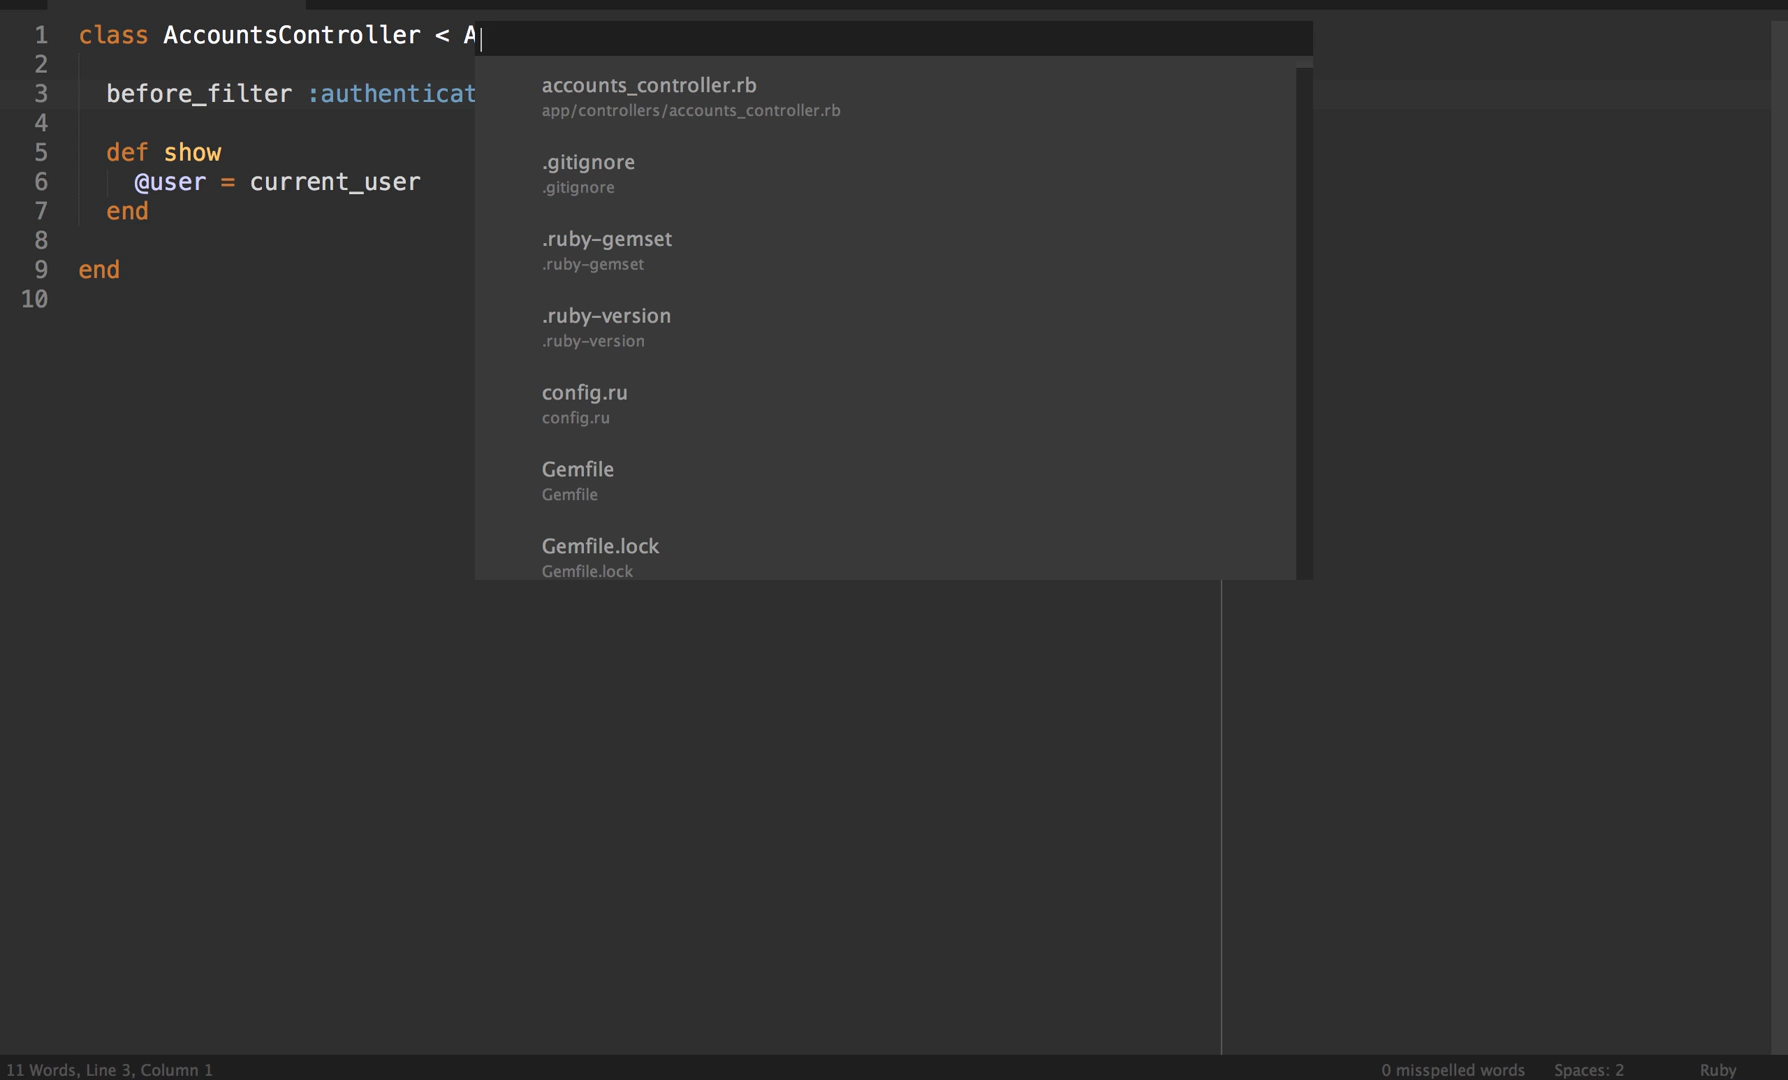 1 class AccountsController < A
2
3 before_filter :authenticat
4
5 def show
6 @user = current_user
7 end
8
9 end
10
accounts_controller.rb
app/controllers/accounts_controller.rb
.gitignore
.gitignore
.ruby-gemset
.ruby-gemset
.ruby-version
.ruby-version
config.ru
config.ru
Gemfile
Gemfile
Gemfile.lock
Gemfile.lock
11 Words, Line 3, Column 1
0 misspelled words
Spaces: 2
Ruby